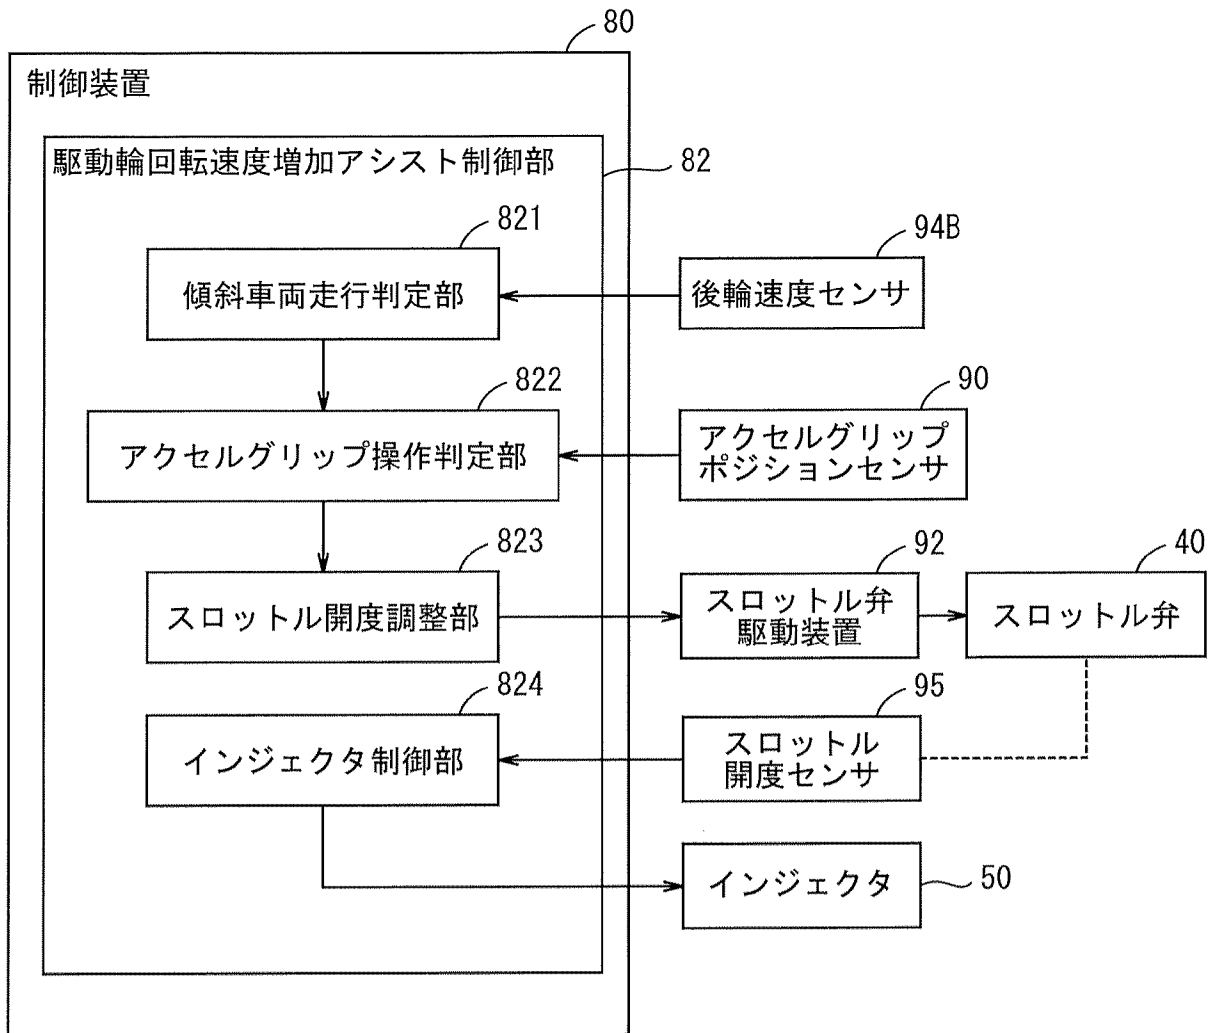 80
制御装置
駆動輪回転速度増加アシスト制御部
82
821
傾斜車両走行判定部
94B
後輪速度センサ
822
アクセルグリップ操作判定部
90
アクセルグリップ
ポジションセンサ
823
スロットル開度調整部
92
スロットル弁
駆動装置
40
スロットル弁
824
インジェクタ制御部
95
スロットル
開度センサ
インジェクタ
50